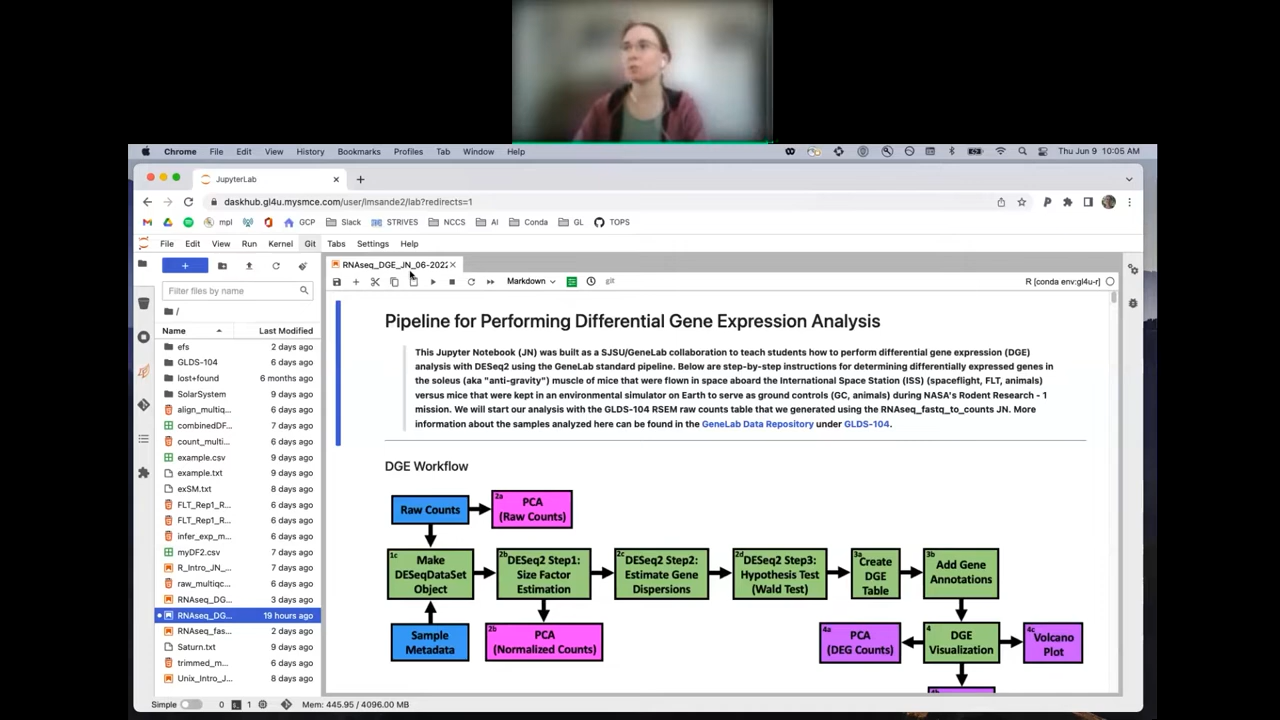 Chrome File Edit View History Bookmarks Profiles Tab Window Help Thu Jun 9 10:05 AM
JupyterLab
daskhub.gl4u.mysmce.com/user/lmsande2/lab?redirects=1
mpl GCP Slack STRIVES NCCS AI Conda GL TOPS
File Edit View Run Kernel Git Tabs Settings Help
RNAseq_DGE_JN_06-2022
Filter files by name
Markdown git R [conda env:gl4u-r]
/
Name Last Modified
efs 2 days ago
GLDS-104 6 days ago
lost+found 6 months ago
SolarSystem 9 days ago
align_multiq... 6 days ago
combinedDF... 7 days ago
count_multi... 6 days ago
example.csv 9 days ago
example.txt 9 days ago
exSM.txt 8 days ago
FLT_Rep1_R... 6 days ago
FLT_Rep1_R... 6 days ago
infer_exp_m... 6 days ago
myDF2.csv 7 days ago
R_Intro_JN_... 7 days ago
raw_multiqc... 6 days ago
RNAseq_DG... 3 days ago
RNAseq_DG... 19 hours ago
RNAseq_fas... 2 days ago
Saturn.txt 9 days ago
trimmed_m... 6 days ago
Unix_Intro_J... 8 days ago
Pipeline for Performing Differential Gene Expression Analysis
This Jupyter Notebook (JN) was built as a SJSU/GeneLab collaboration to teach students how to perform differential gene expression (DGE)
analysis with DESeq2 using the GeneLab standard pipeline. Below are step-by-step instructions for determining differentially expressed genes in
the soleus (aka "anti-gravity") muscle of mice that were flown in space aboard the International Space Station (ISS) (spaceflight, FLT, animals)
versus mice that were kept in an environmental simulator on Earth to serve as ground controls (GC, animals) during NASA's Rodent Research - 1
mission. We will start our analysis with the GLDS-104 RSEM raw counts table that we generated using the RNAseq_fastq_to_counts JN. More
information about the samples analyzed here can be found in the GeneLab Data Repository under GLDS-104.
DGE Workflow
Raw Counts
2a
PCA
(Raw Counts)
1c
Make
DESeqDataSet
Object
2b
DESeq2 Step1:
Size Factor
Estimation
2c
DESeq2 Step2:
Estimate Gene
Dispersions
2d
DESeq2 Step3:
Hypothesis Test
(Wald Test)
3a
Create
DGE
Table
3b
Add Gene
Annotations
Sample
Metadata
2b
PCA
(Normalized Counts)
4a
PCA
(DEG Counts)
4
DGE
Visualization
4c
Volcano
Plot
4b
Simple 0 1 Mem: 445.95 / 4096.00 MB